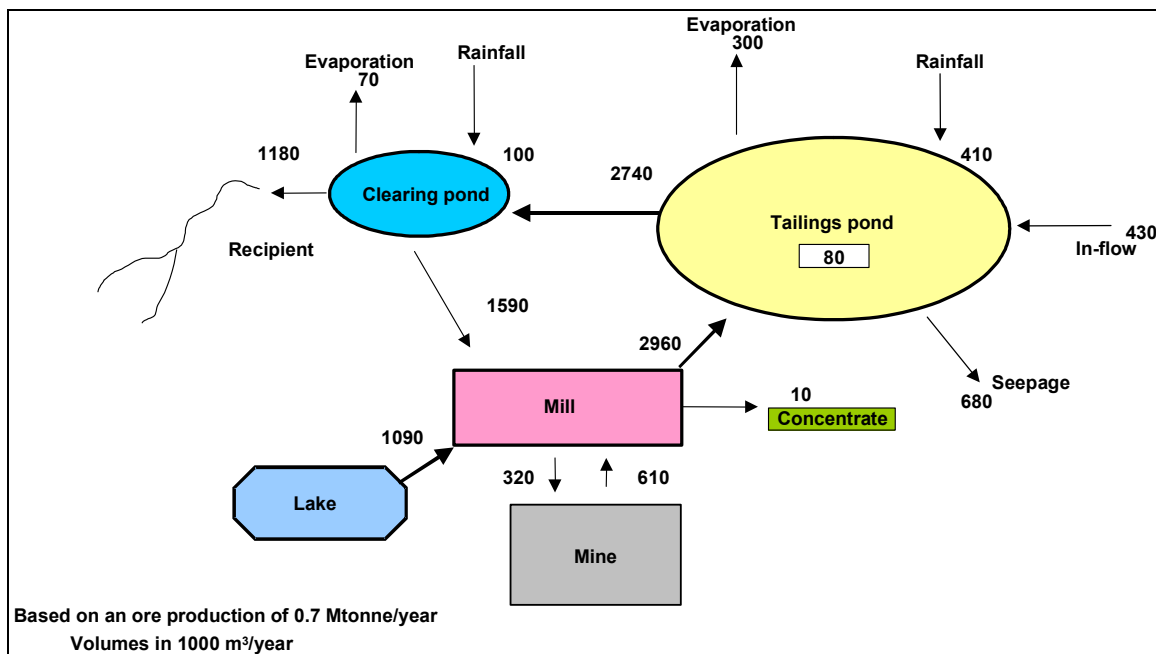 Evaporation
300
Evaporation
70
Rainfall
Rainfall
1180
100
2740
410
Clearing pond
Tailings pond
80
430
In-flow
Recipient
1590
2960
Seepage
680
Mill
10
Concentrate
1090
320
610
Lake
Mine
Based on an ore production of 0.7 Mtonne/year
Volumes in 1000 m³/year